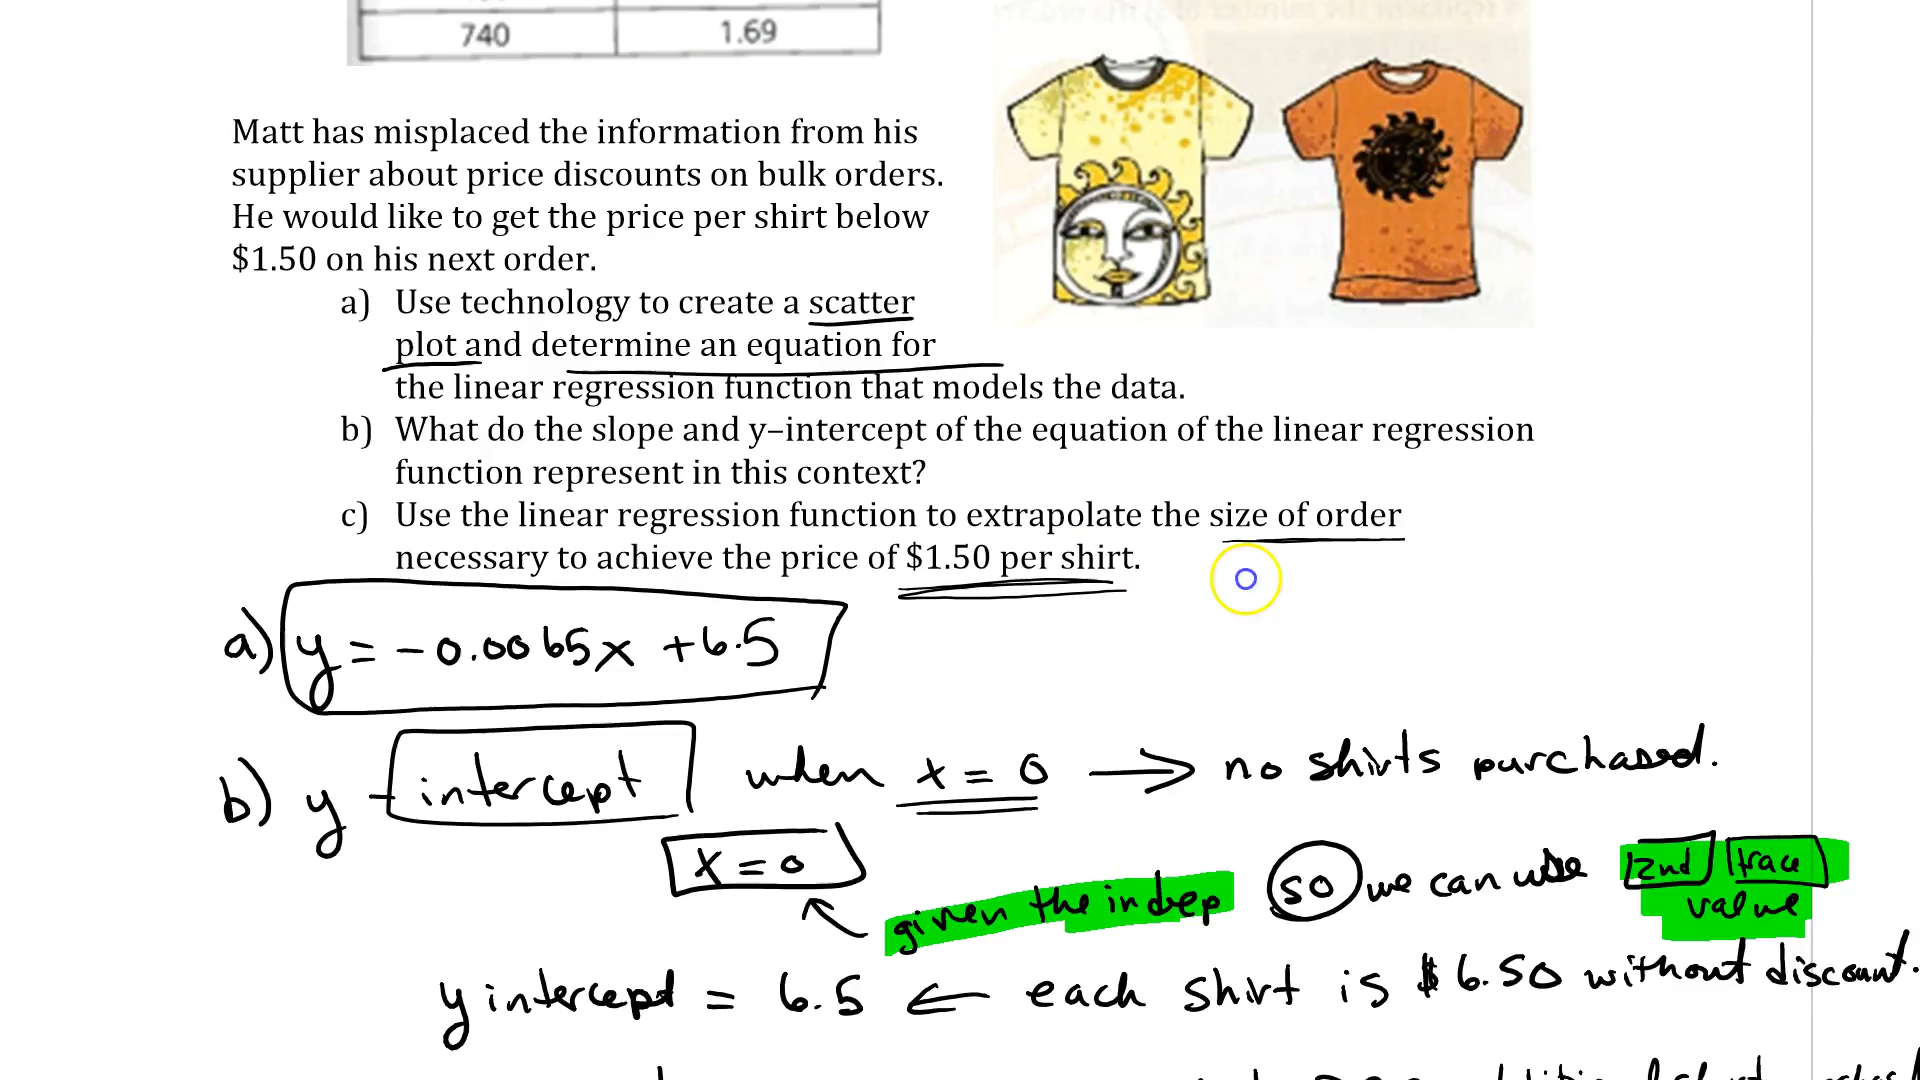 740 1.69
Matt has misplaced the information from his
supplier about price discounts on bulk orders.
He would like to get the price per shirt below
$1.50 on his next order.
a) Use technology to create a scatter
plot and determine an equation for
the linear regression function that models the data.
b) What do the slope and y–intercept of the equation of the linear regression
function represent in this context?
c) Use the linear regression function to extrapolate the size of order
necessary to achieve the price of $1.50 per shirt.
a) y = -0.0065x + 6.5
b) y-intercept when x = 0 → no shirts purchased.
x = 0
given the indep so we can use 2nd trace
value
y intercept = 6.5 ← each shirt is $6.50 without discount.